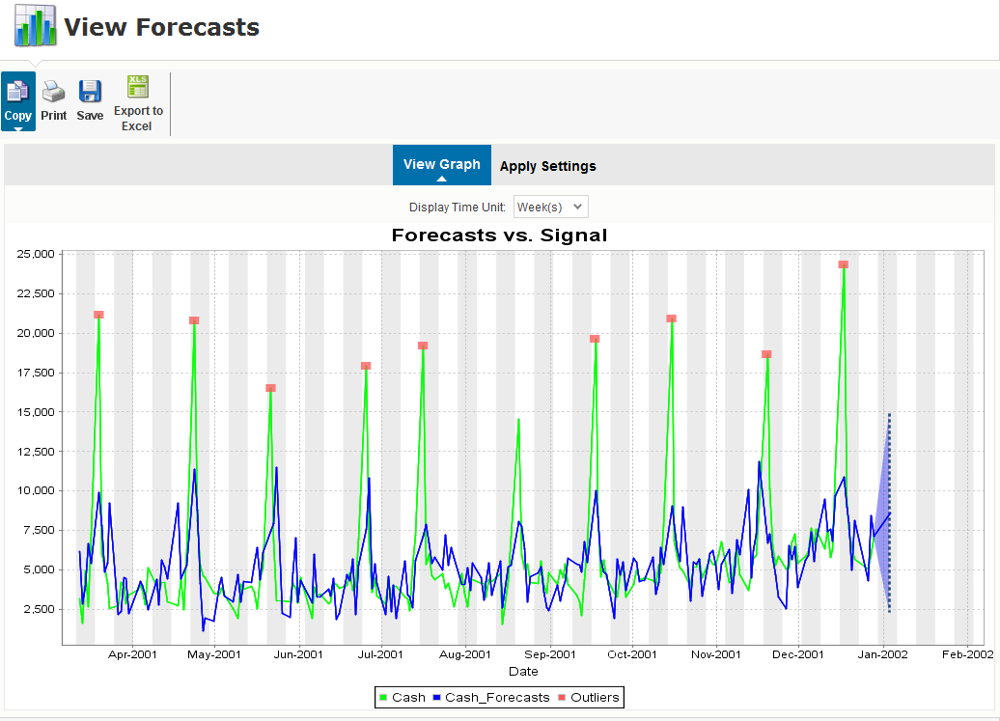 View Forecasts
XLS
Copy Print Save Export to
Excel
View Graph Apply Settings
Display Time Unit: Week(s)
Forecasts vs. Signal
25,000
22,500
20,000
17,500
15,000
12,500
10,000
7,500
5,000
2,500
Apr-2001 May-2001 Jun-2001 Jul-2001 Aug-2001 Sep-2001 Oct-2001 Nov-2001 Dec-2001 Jan-2002 Feb-2002
Date
Cash Cash_Forecasts Outliers